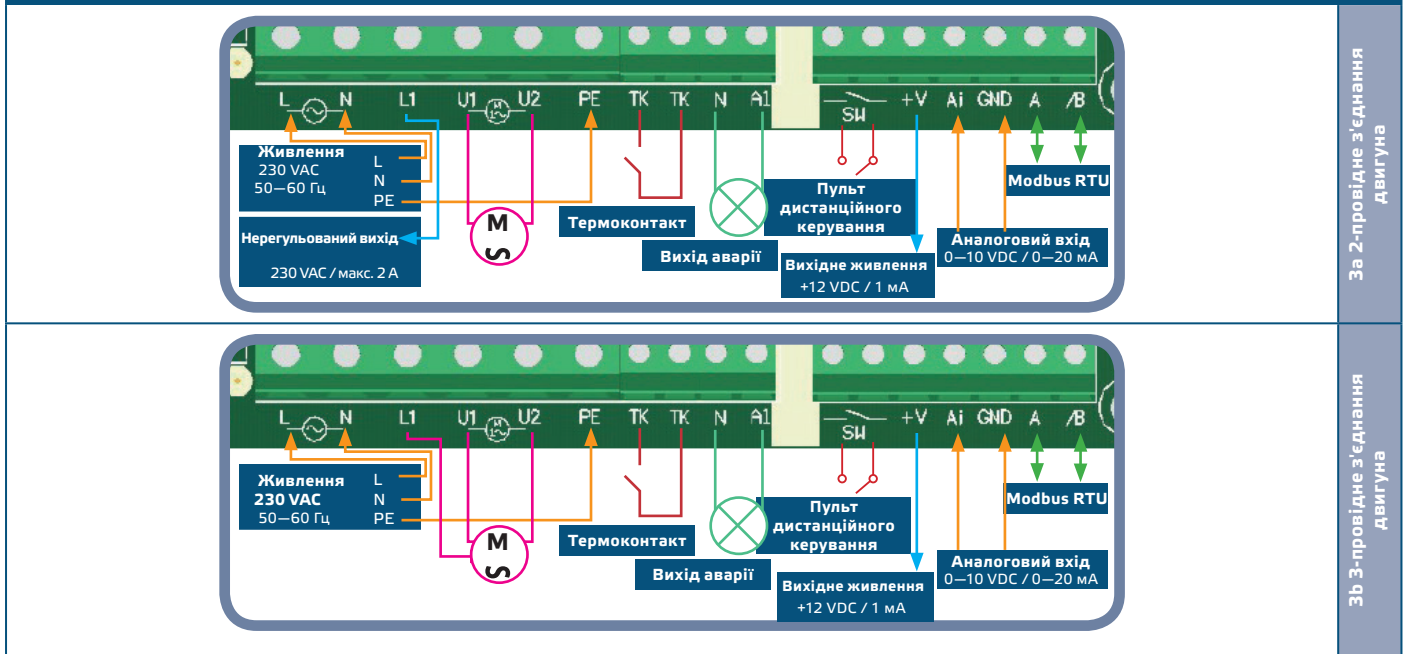 L N L1 U1 M 1~ U2 PE TK TK N A1 SW +V Ai GND A /B
Живлення
230 VAC
50—60 Гц
L
N
PE
Нерегульований вихід
230 VAC / макс. 2 А
M
Термоконтакт
Вихід аварії
Пульт
дистанційного
керування
Вихідне живлення
+12 VDC / 1 мА
Modbus RTU
Аналоговий вхід
0—10 VDC / 0—20 мА
3a 2-провідне з'єднання
двигуна
L N L1 U1 M 1~ U2 PE TK TK N A1 SW +V Ai GND A /B
Живлення
230 VAC
50—60 Гц
L
N
PE
M
Термоконтакт
Вихід аварії
Пульт
дистанційного
керування
Вихідне живлення
+12 VDC / 1 мА
Modbus RTU
Аналоговий вхід
0—10 VDC / 0—20 мА
3b 3-провідне з'єднання
двигуна